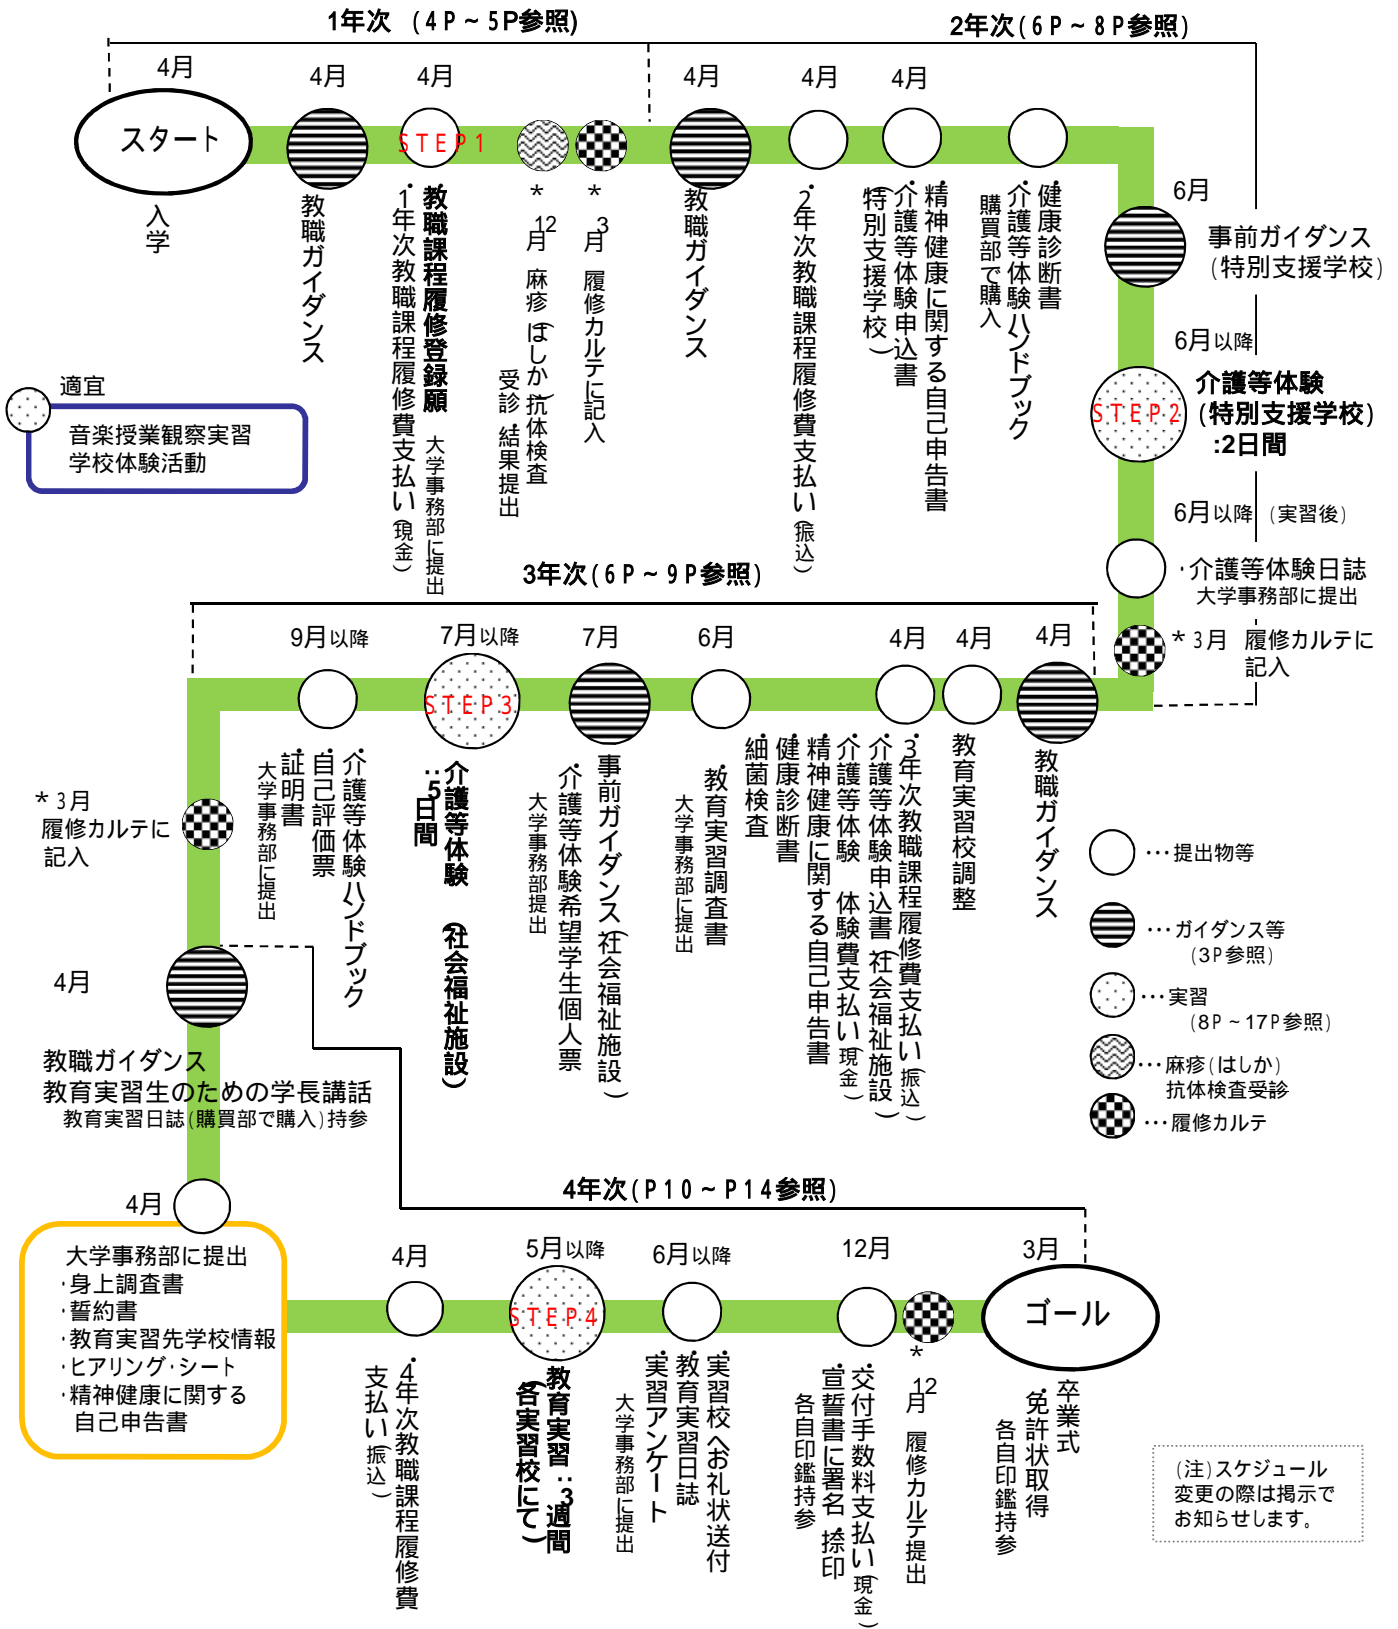 1年次 (4P~5P参照)
2年次(6P~8P参照)
4月
スタート
入学
4月
教職ガイダンス
4月
STEP1
教職課程履修登録願 大学事務部に提出
・1年次教職課程履修費支払い(現金)
*12月 麻疹(はしか)抗体検査
受診・結果提出
*3月 履修カルテに記入
4月
教職ガイダンス
4月
・2年次教職課程履修費支払い(振込)
4月
・精神健康に関する自己申告書
・介護等体験申込書
(特別支援学校)
・健康診断書
・介護等体験ハンドブック
購買部で購入
6月
事前ガイダンス
(特別支援学校)
6月以降
STEP2
介護等体験
(特別支援学校)
:2日間
6月以降 (実習後)
・介護等体験日誌
大学事務部に提出
*3月 履修カルテに
記入
適宜
音楽授業観察実習
学校体験活動
3年次(6P~9P参照)
4月
教職ガイダンス
4月
教育実習校調整
4月
・3年次教職課程履修費支払い(振込)
・介護等体験申込書(社会福祉施設)
・介護等体験 体験費支払い(現金)
・精神健康に関する自己申告書
・健康診断書
・細菌検査
6月
・教育実習調査書
大学事務部に提出
7月
事前ガイダンス(社会福祉施設)
・介護等体験希望学生個人票
大学事務部提出
7月以降
STEP3
介護等体験 (社会福祉施設)
:5日間
9月以降
・介護等体験ハンドブック
・自己評価票
・証明書
大学事務部に提出
*3月
履修カルテに
記入
4月
教職ガイダンス
教育実習生のための学長講話
教育実習日誌(購買部で購入)持参
…提出物等
…ガイダンス等
(3P参照)
…実習
(8P~17P参照)
…麻疹(はしか)
抗体検査受診
…履修カルテ
4年次(P10~P14参照)
4月
大学事務部に提出
・身上調査書
・誓約書
・教育実習先学校情報
・ヒアリング・シート
・精神健康に関する
自己申告書
4月
・4年次教職課程履修費
支払い(振込)
5月以降
STEP4
教育実習:3週間
(各実習校にて)
6月以降
・実習校へお礼状送付
・教育実習日誌
・実習アンケート
大学事務部に提出
12月
・交付手数料支払い(現金)
・宣誓書に署名・捺印
各自印鑑持参
*12月 履修カルテ提出
3月
ゴール
卒業式
・免許状取得
各自印鑑持参
(注)スケジュール
変更の際は掲示で
お知らせします。